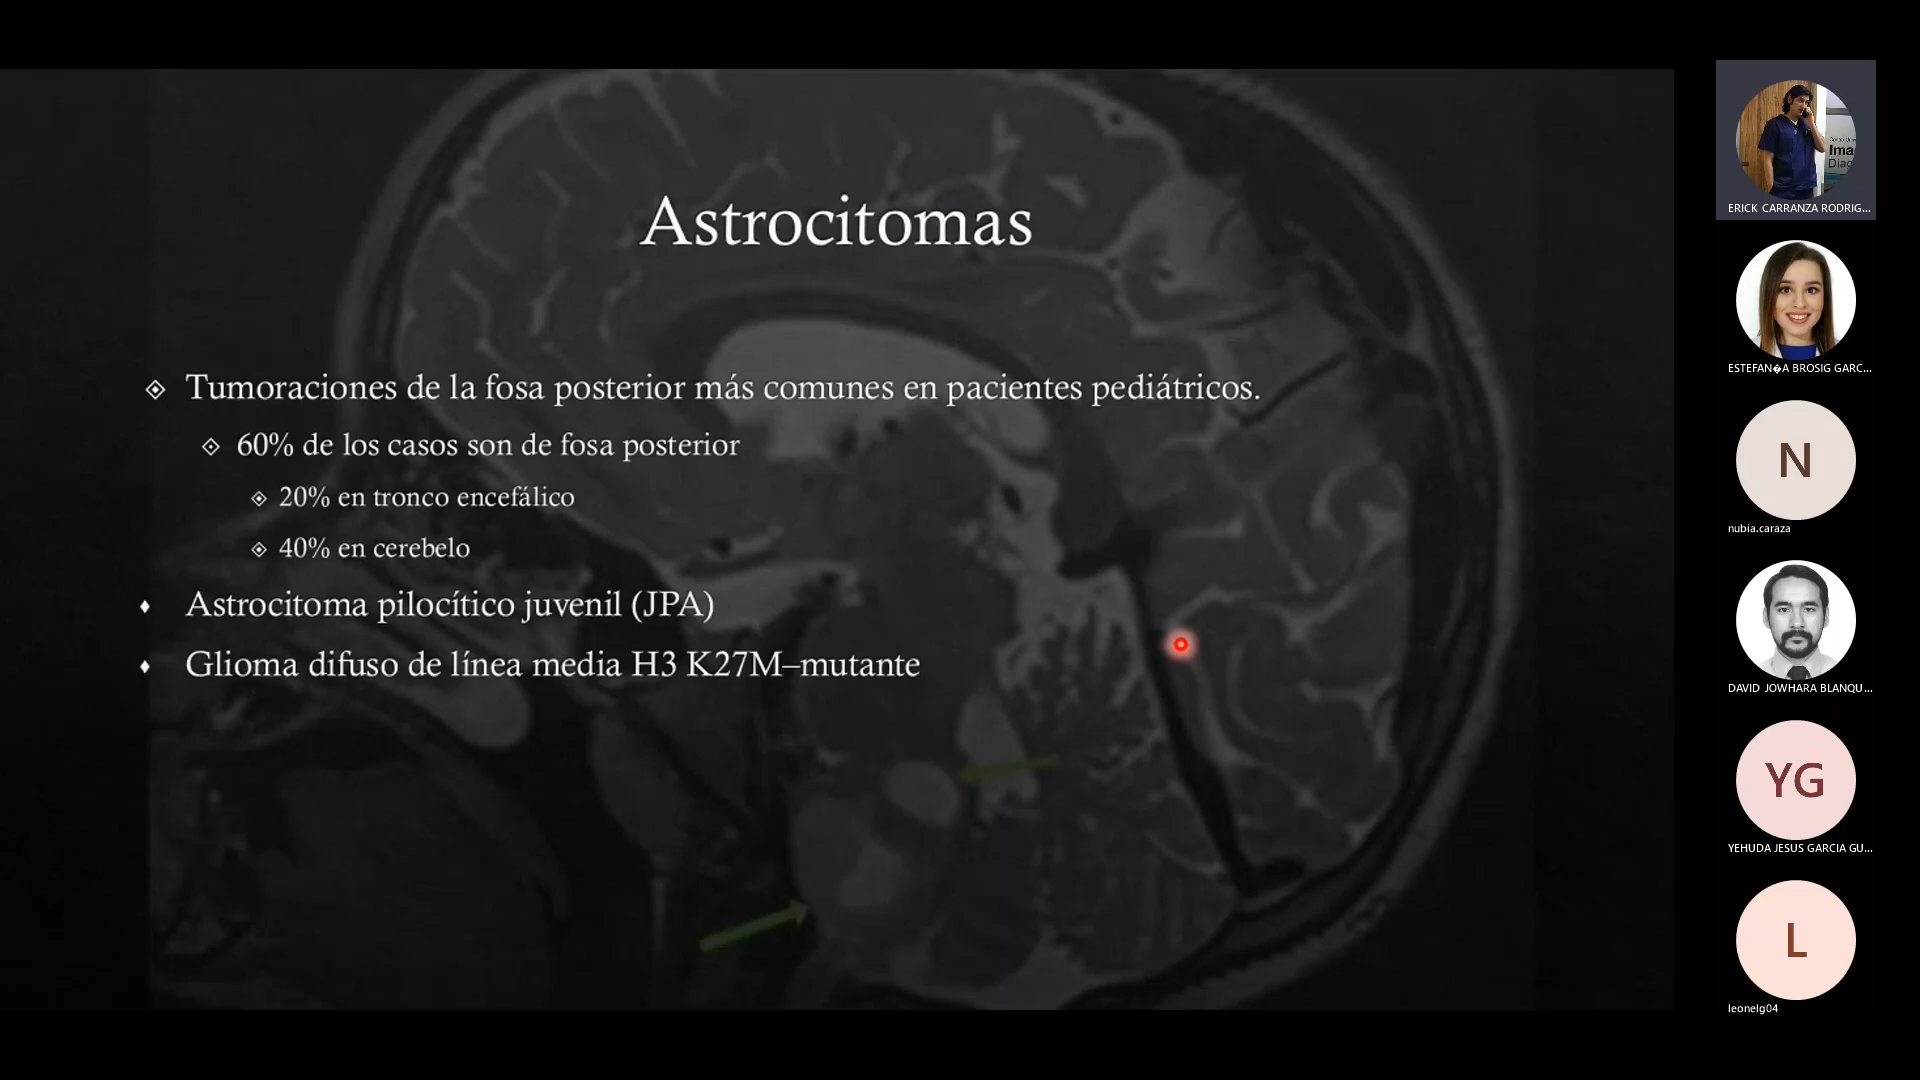 Astrocitomas
Tumoraciones de la fosa posterior más comunes en pacientes pediátricos.
60% de los casos son de fosa posterior
20% en tronco encefálico
40% en cerebelo
Astrocitoma pilocítico juvenil (JPA)
Glioma difuso de línea media H3 K27M–mutante
Ima
Diag
ERICK CARRANZA RODRIG...
ESTEFAN�A BROSIG GARC...
N
nubia.caraza
DAVID JOWHARA BLANQU...
YG
YEHUDA JESUS GARCIA GU...
L
leonelg04